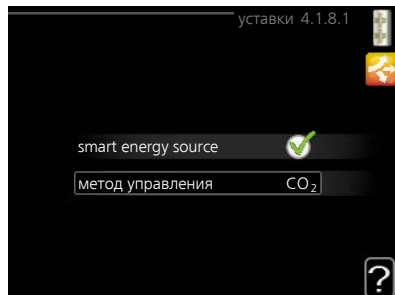 уставки 4.1.8.1
smart energy source
метод управления CO₂
?